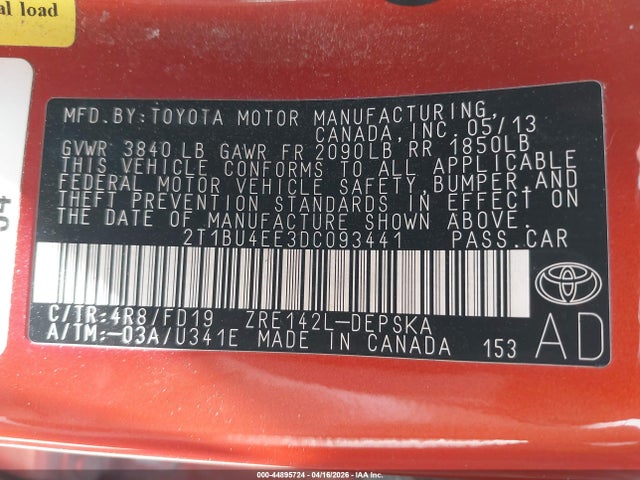 al load
MFD.BY:TOYOTA MOTOR MANUFACTURING,
CANADA,INC.05/13
GVWR 3840 LB GAWR FR 2090LB RR 1850LB
THIS VEHICLE CONFORMS TO ALL APPLICABLE
FEDERAL MOTOR VEHICLE SAFETY,BUMPER,AND
THEFT PREVENTION STANDARDS IN EFFECT ON
THE DATE OF MANUFACTURE SHOWN ABOVE.
2T1BU4EE3DC093441 PASS.CAR
C/TR:4R8/FD19 ZRE142L-DEPSKA
A/TM:-03A/U341E MADE IN CANADA 153
AD
TOYOTA
000-44895724 - 04/16/2026 - IAA, Inc.